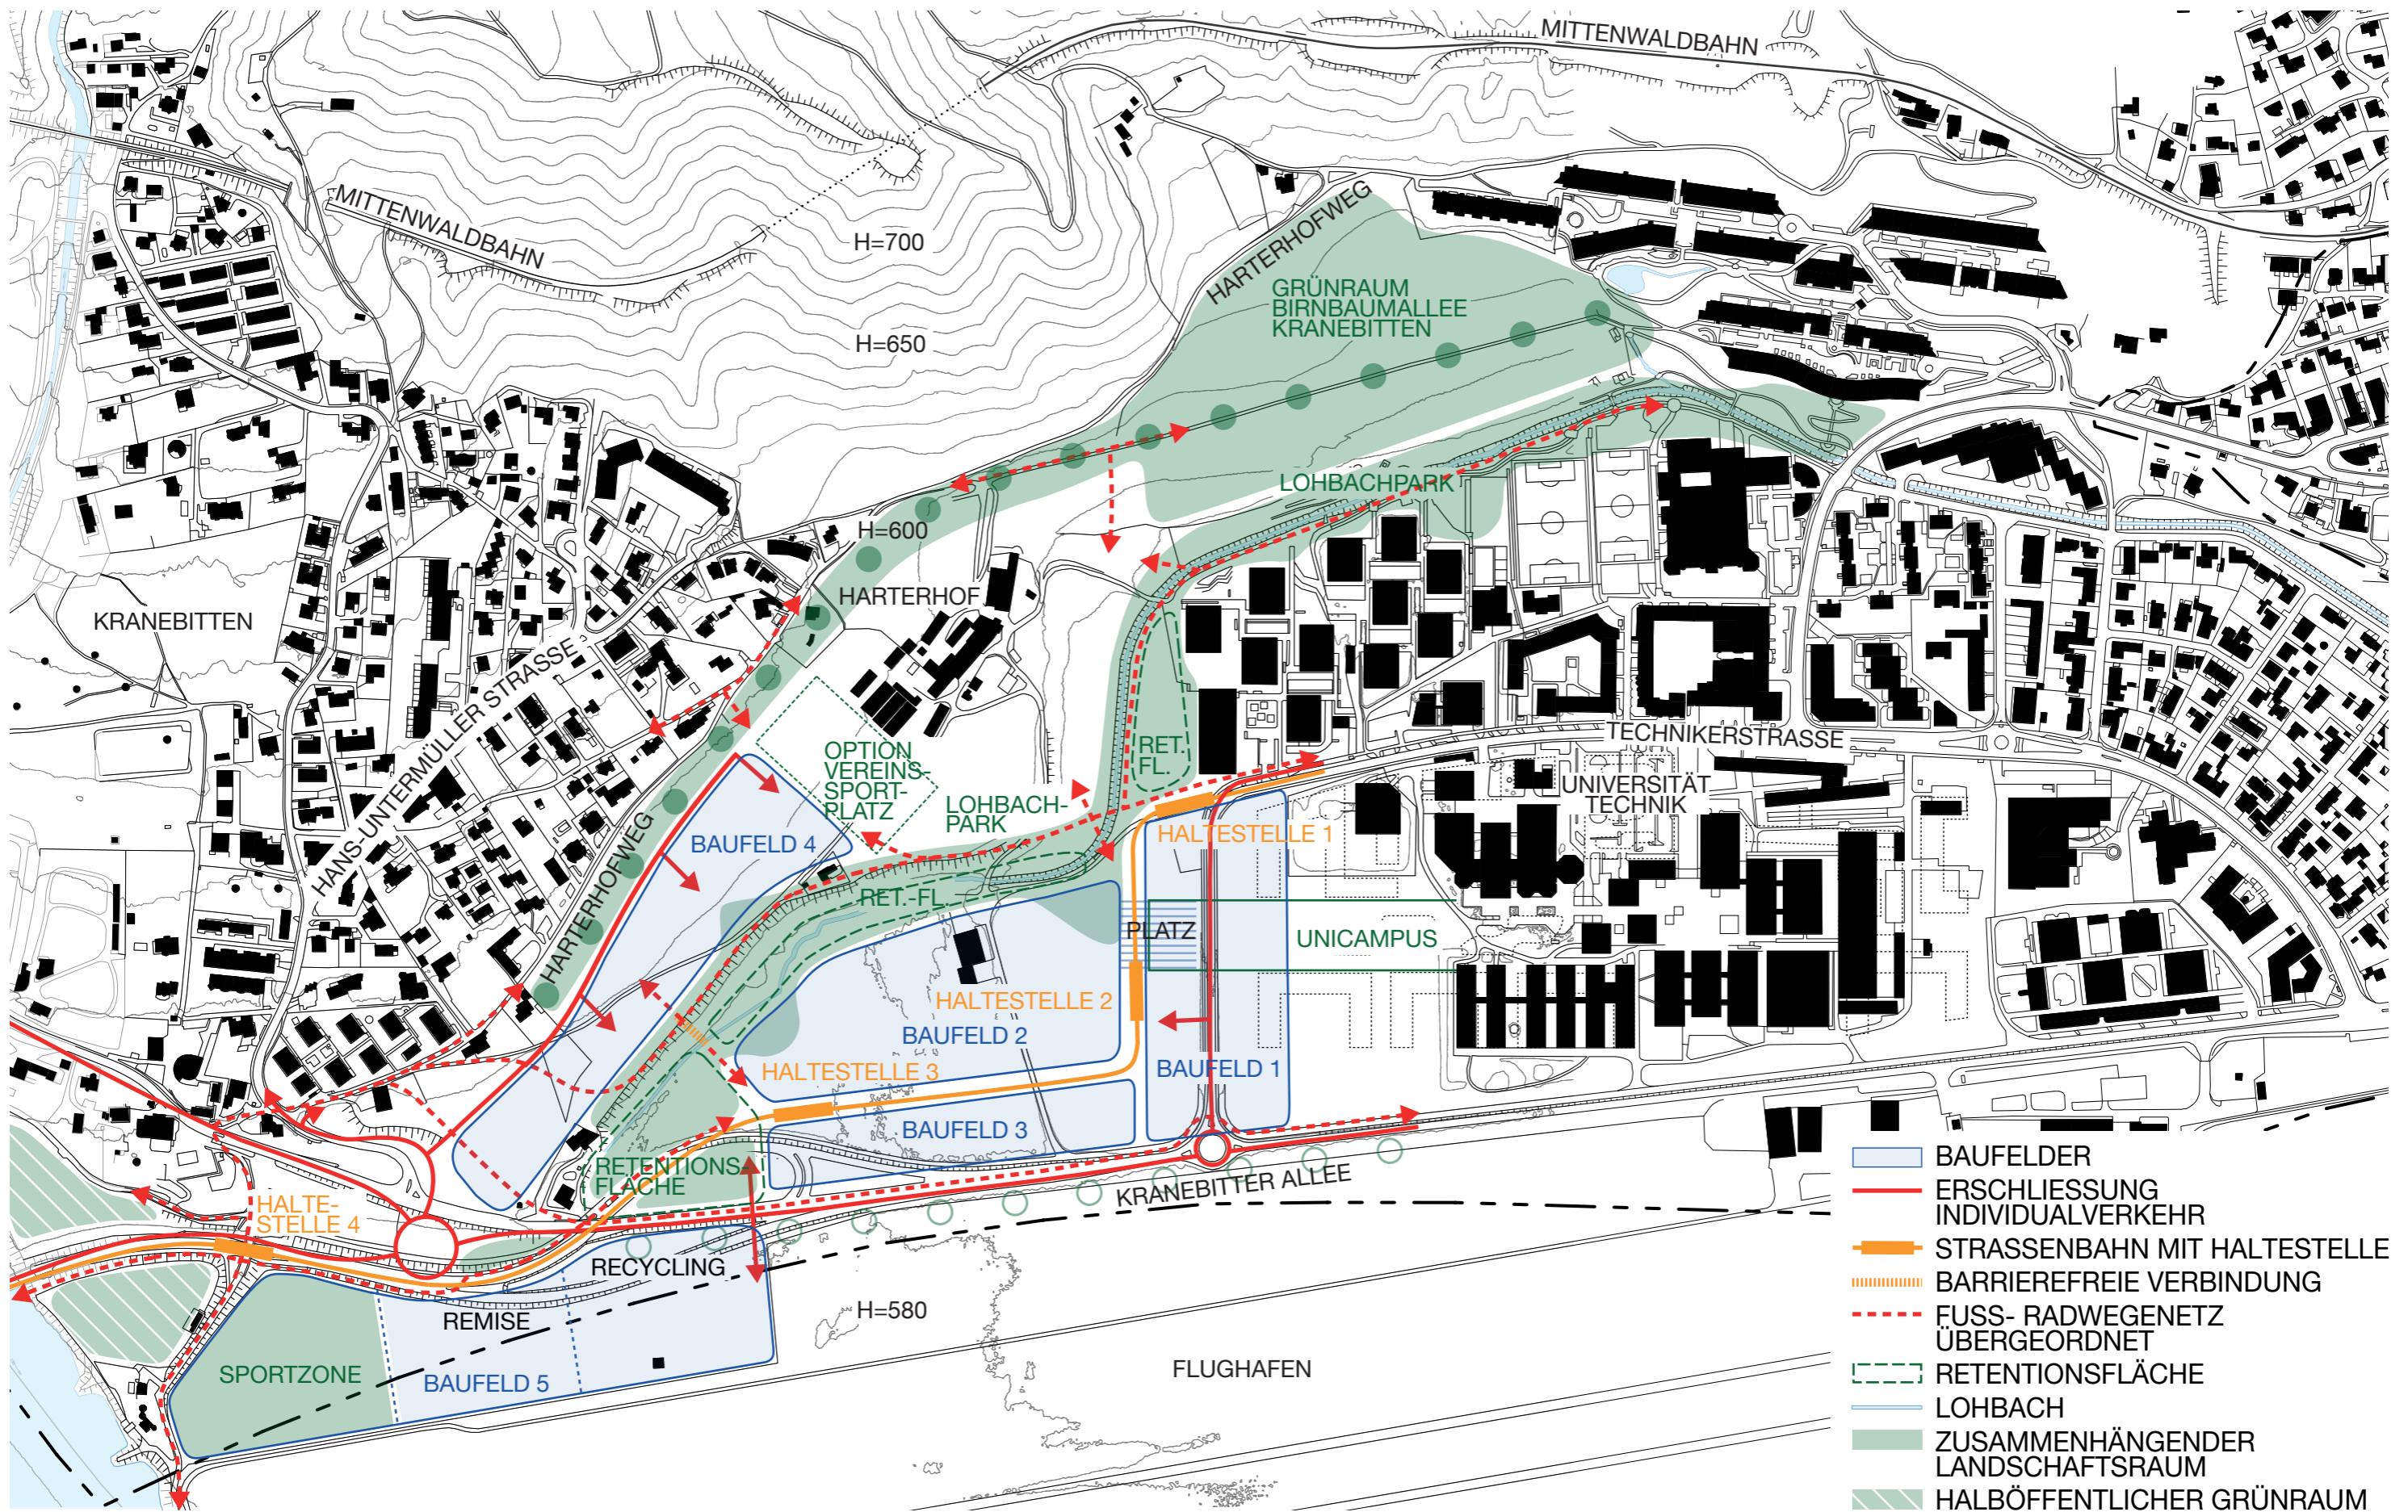 MITTENWALDBAHN
MITTENWALDBAHN
H=700
HARTERHOFWEG
GRÜNRAUM
BIRNBAUMALLEE
KRANEBITTEN
H=650
LOHBACHPARK
H=600
HARTERHOF
KRANEBITTEN
HANS-UNTERMÜLLER STRASSE
OPTION
VEREINS-
SPORT-
PLATZ
RET.
FL.
TECHNIKERSTRASSE
UNIVERSITÄT
TECHNIK
LOHBACH-
PARK
HALTESTELLE 1
BAUFELD 4
HARTERHOFWEG
RET.-FL.
PLATZ
UNICAMPUS
HALTESTELLE 2
BAUFELD 2
HALTESTELLE 3
BAUFELD 1
BAUFELD 3
RETENTIONS-
FLÄCHE
KRANEBITTER ALLEE
HALTE-
STELLE 4
RECYCLING
REMISE
H=580
SPORTZONE
BAUFELD 5
FLUGHAFEN
BAUFELDER
ERSCHLIESSUNG
INDIVIDUALVERKEHR
STRASSENBAHN MIT HALTESTELLE
BARRIEREFREIE VERBINDUNG
FUSS- RADWEGENETZ
ÜBERGEORDNET
RETENTIONSFLÄCHE
LOHBACH
ZUSAMMENHÄNGENDER
LANDSCHAFTSRAUM
HALBÖFFENTLICHER GRÜNRAUM